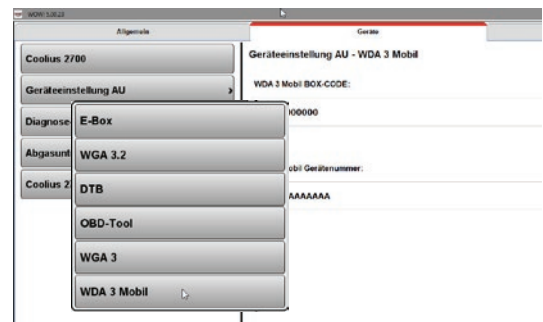 WOW! 5.00.23
Allgemein
Geräte
Coolius 2700
Geräteeinstellung AU
Diagnose
Abgasunt
Coolius 2
E-Box
WGA 3.2
DTB
OBD-Tool
WGA 3
WDA 3 Mobil
Geräteeinstellung AU - WDA 3 Mobil
WDA 3 Mobil BOX-CODE:
00000
obil Gerätenummer:
AAAAAAA